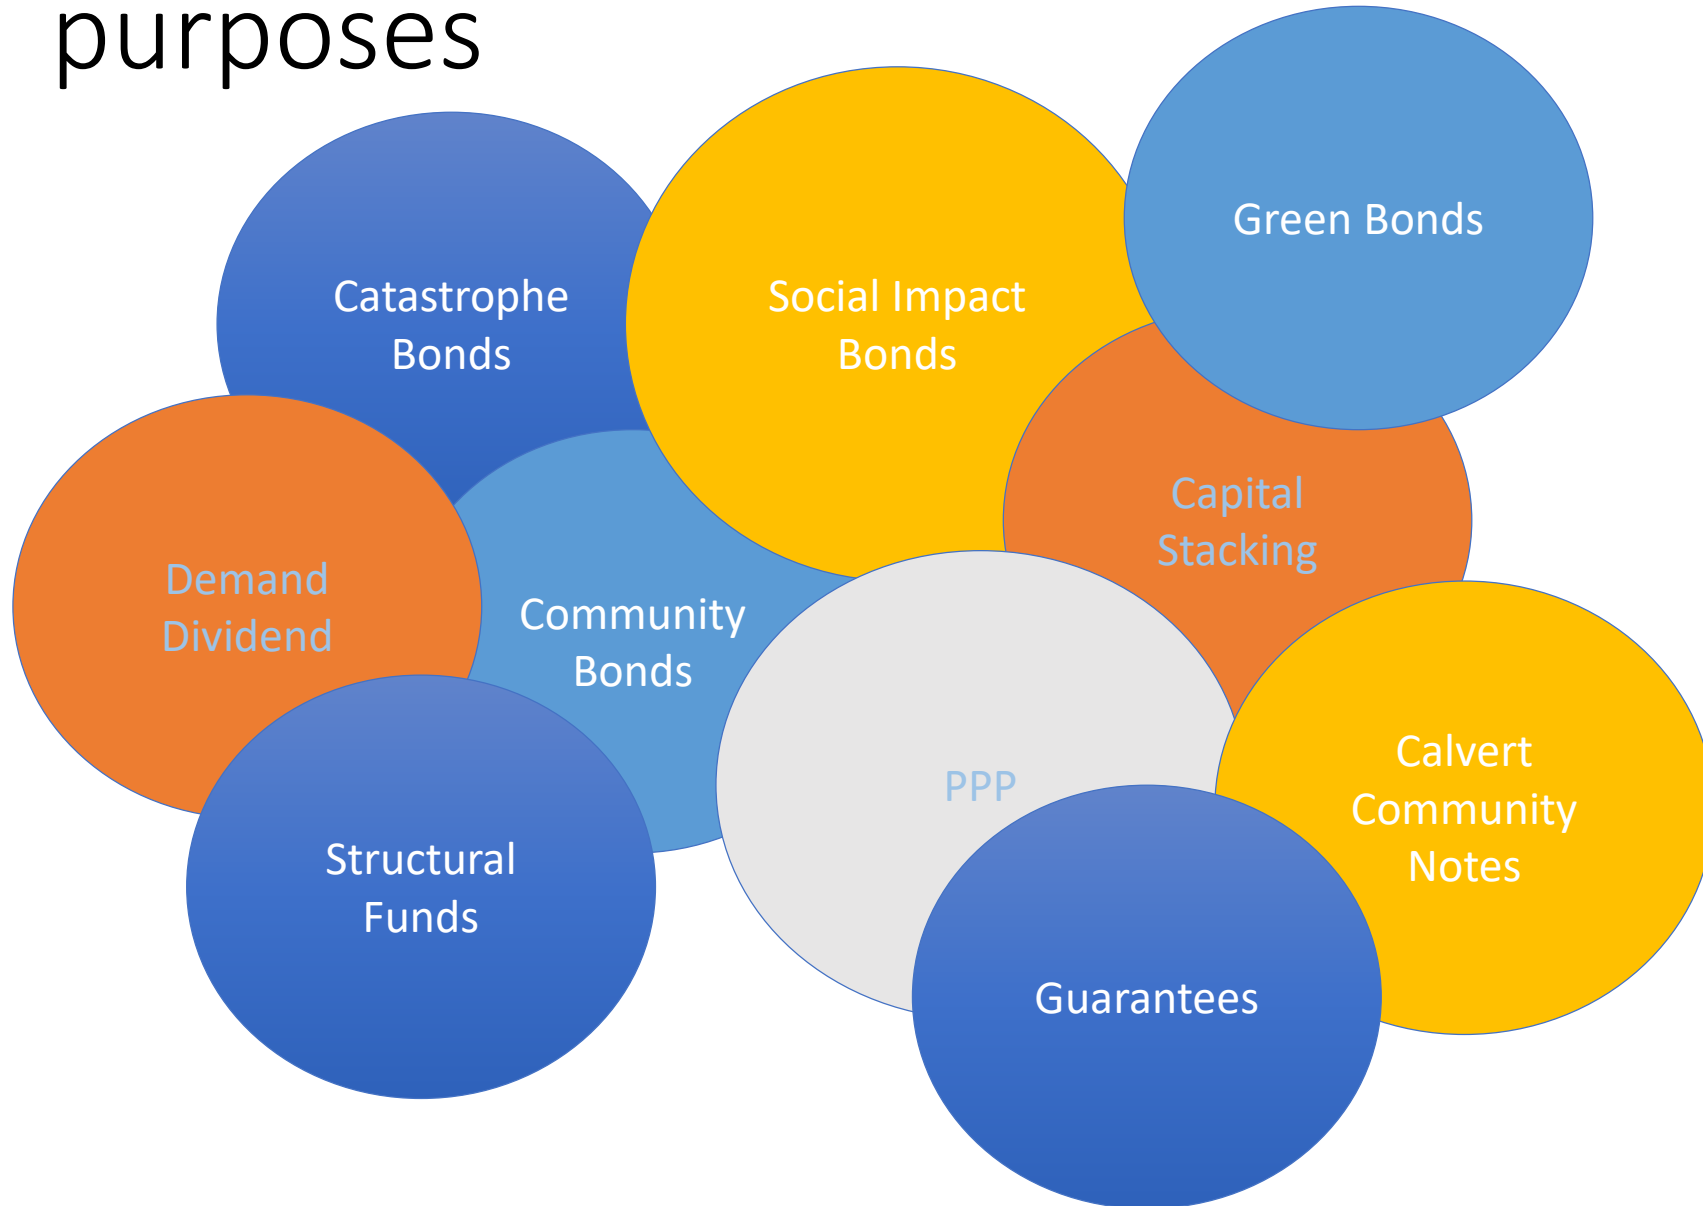 purposes
Catastrophe
Bonds
Social Impact
Bonds
Green Bonds
Demand
Dividend
Community
Bonds
Capital
Stacking
Structural
Funds
PPP
Calvert
Community
Notes
Guarantees